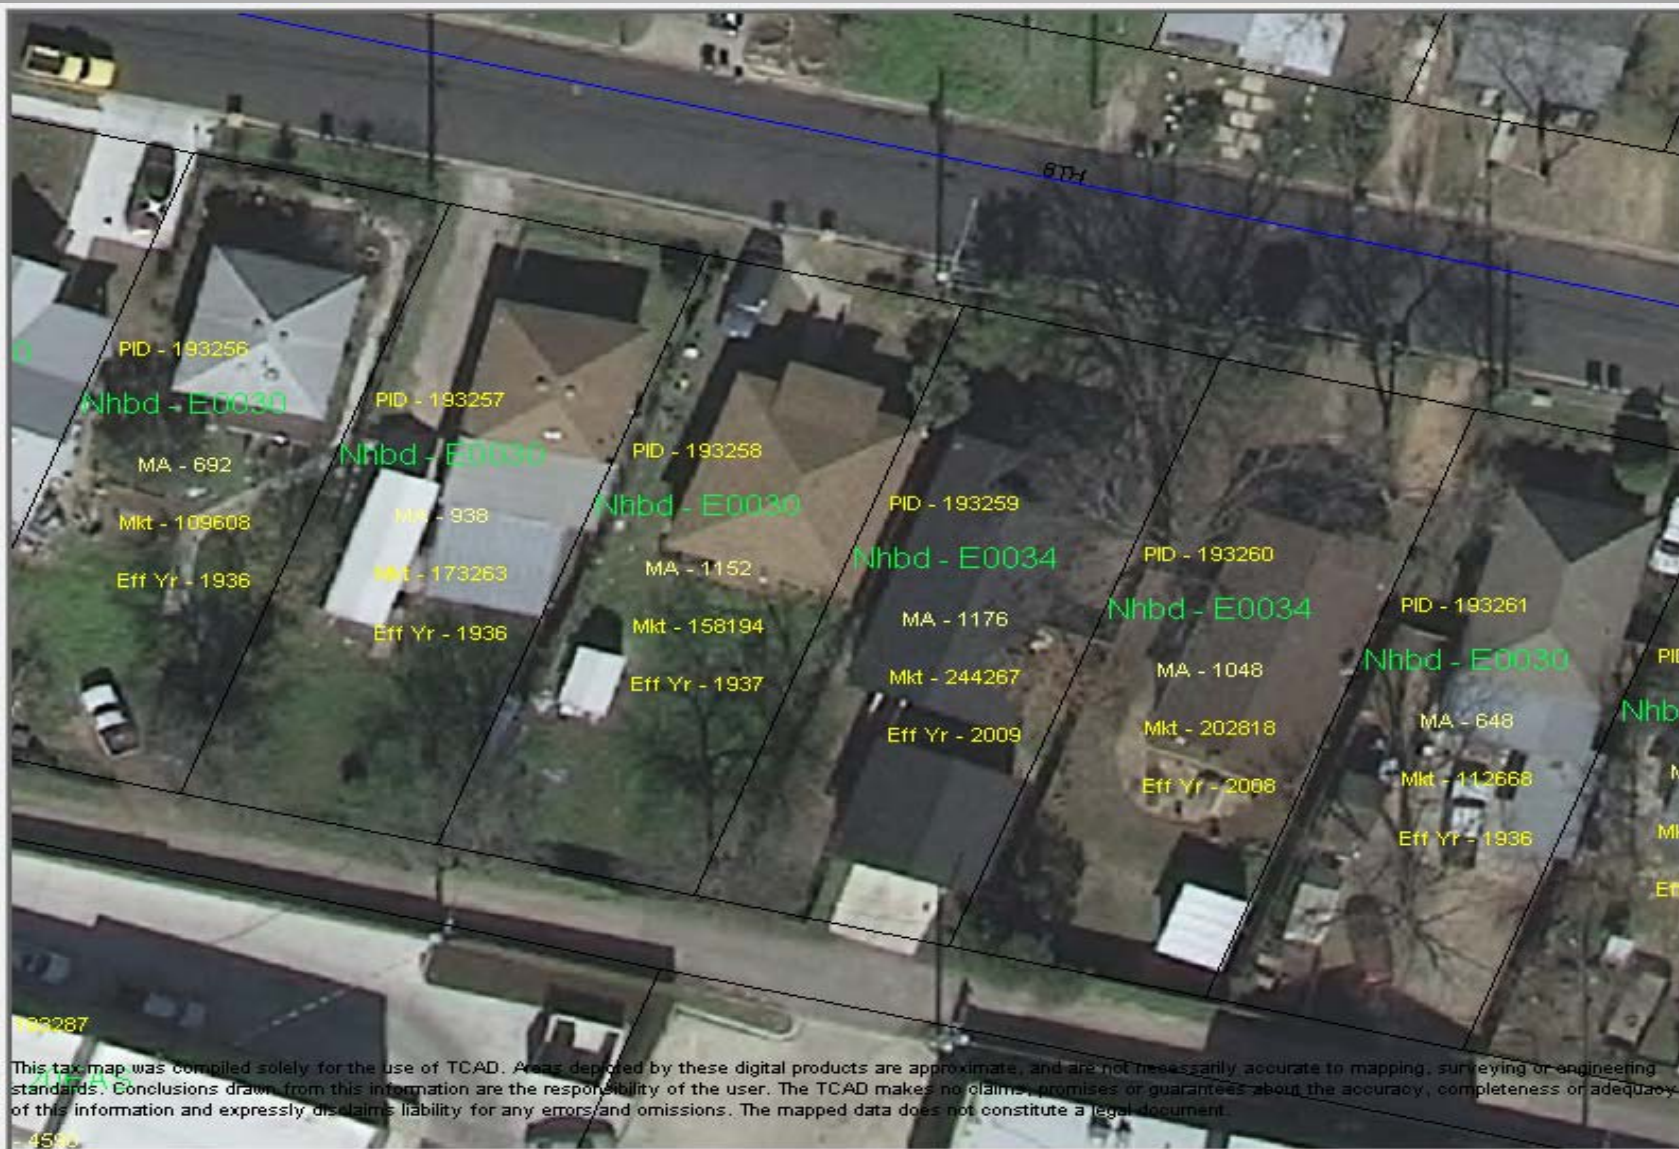 8TH
0
PID - 193256
Nhbd - E0030
MA - 692
Mkt - 109608
Eff Yr - 1936
PID - 193257
Nhbd - E0030
MA - 938
Mkt - 173263
Eff Yr - 1936
PID - 193258
Nhbd - E0030
MA - 1152
Mkt - 158194
Eff Yr - 1937
PID - 193259
Nhbd - E0034
MA - 1176
Mkt - 244267
Eff Yr - 2009
PID - 193260
Nhbd - E0034
MA - 1048
Mkt - 202818
Eff Yr - 2008
PID - 193261
Nhbd - E0030
MA - 648
Mkt - 112668
Eff Yr - 1936
PI
Nhb
M
Ef
193287
This tax map was compiled solely for the use of TCAD. Areas depicted by these digital products are approximate, and are not necessarily accurate to mapping, surveying or engineering
standards. Conclusions drawn from this information are the responsibility of the user. The TCAD makes no claims, promises or guarantees about the accuracy, completeness or adequacy
of this information and expressly disclaims liability for any errors and omissions. The mapped data does not constitute a legal document.